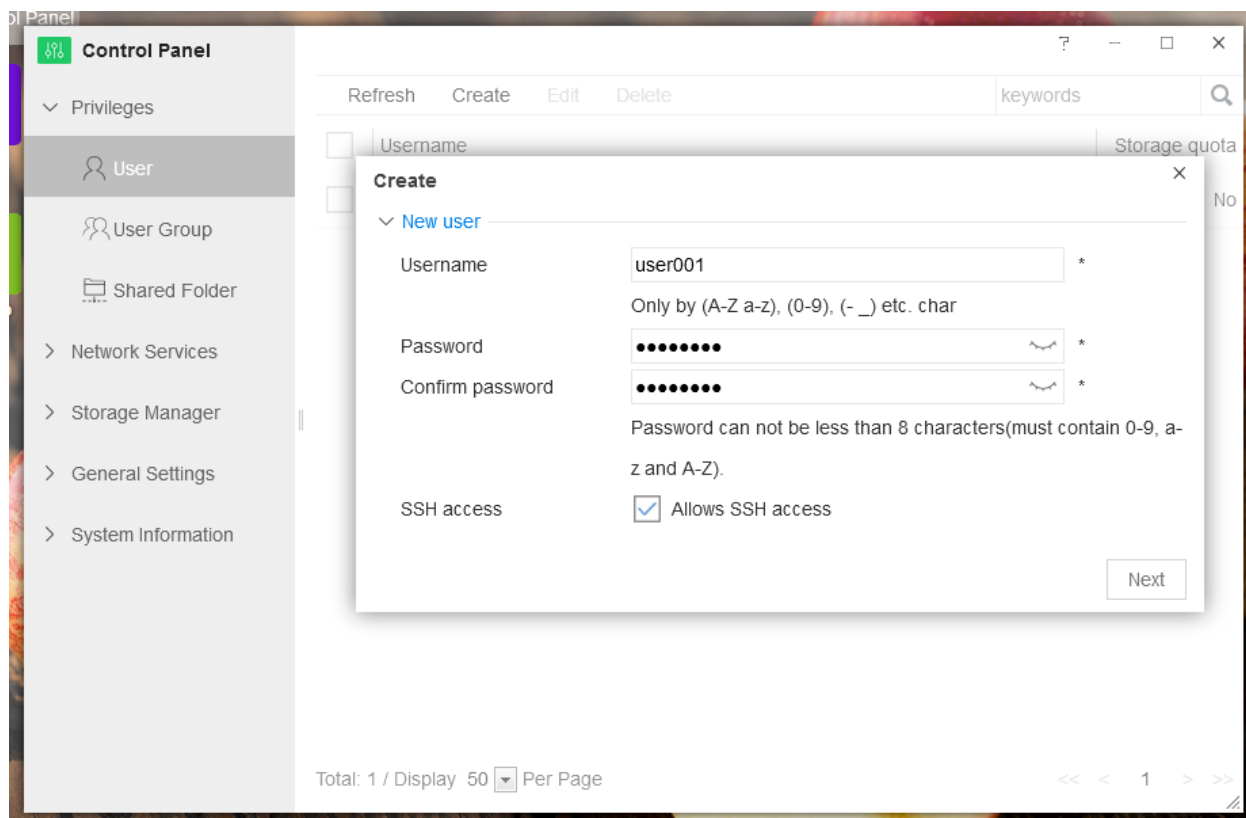 ol Panel
Control Panel
Privileges
User
User Group
Shared Folder
Network Services
Storage Manager
General Settings
System Information
Refresh Create Edit Delete keywords
Username Storage quota
No
Create
New user
Username user001 *
Only by (A-Z a-z), (0-9), (- _) etc. char
Password ●●●●●●●● *
Confirm password ●●●●●●●● *
Password can not be less than 8 characters(must contain 0-9, a-
z and A-Z).
SSH access Allows SSH access
Next
Total: 1 / Display 50 Per Page << < 1 > >>